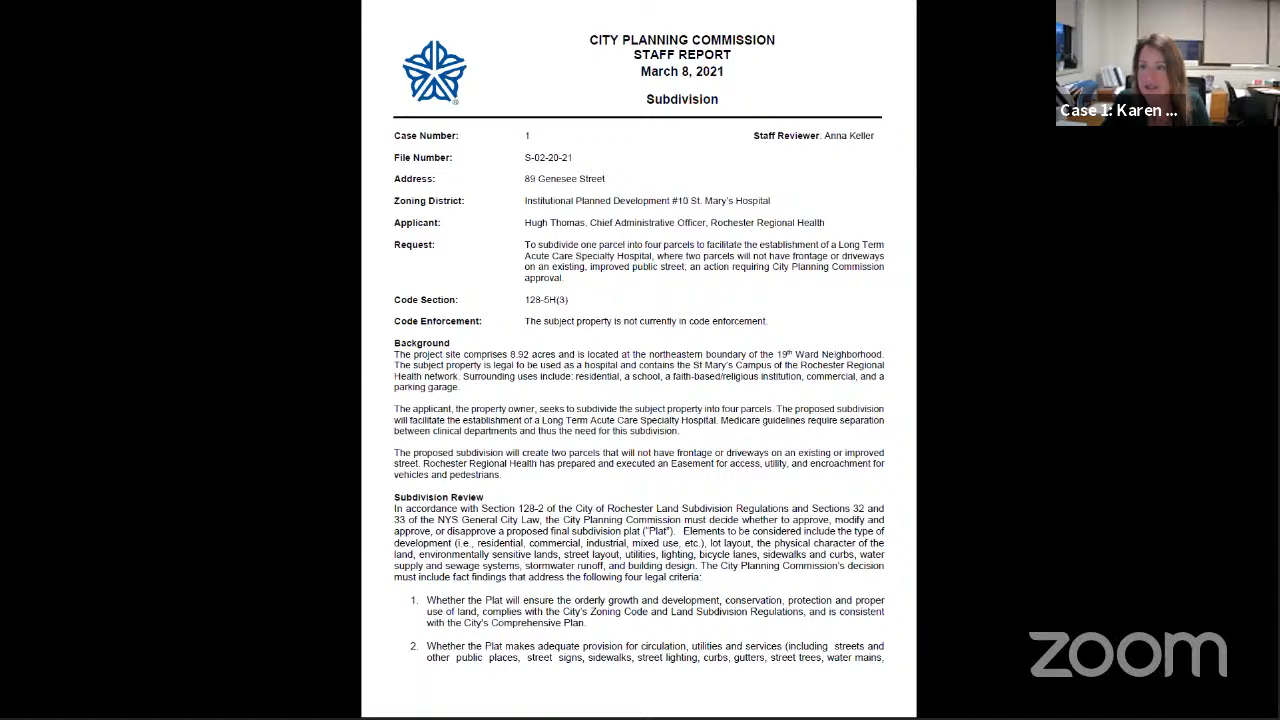 CITY PLANNING COMMISSION
STAFF REPORT
March 8, 2021
Subdivision
Case Number: 1 Staff Reviewer: Anna Keller
File Number: S-02-20-21
Address: 89 Genesee Street
Zoning District: Institutional Planned Development #10 St. Mary's Hospital
Applicant: Hugh Thomas, Chief Administrative Officer, Rochester Regional Health
Request: To subdivide one parcel into four parcels to facilitate the establishment of a Long Term
Acute Care Specialty Hospital, where two parcels will not have frontage or driveways
on an existing, improved public street; an action requiring City Planning Commission
approval.
Code Section: 128-5H(3)
Code Enforcement: The subject property is not currently in code enforcement.
Background
The project site comprises 8.92 acres and is located at the northeastern boundary of the 19th Ward Neighborhood.
The subject property is legal to be used as a hospital and contains the St Mary's Campus of the Rochester Regional
Health network. Surrounding uses include: residential, a school, a faith-based/religious institution, commercial, and a
parking garage.
The applicant, the property owner, seeks to subdivide the subject property into four parcels. The proposed subdivision
will facilitate the establishment of a Long Term Acute Care Specialty Hospital. Medicare guidelines require separation
between clinical departments and thus the need for this subdivision.
The proposed subdivision will create two parcels that will not have frontage or driveways on an existing or improved
street. Rochester Regional Health has prepared and executed an Easement for access, utility, and encroachment for
vehicles and pedestrians.
Subdivision Review
In accordance with Section 128-2 of the City of Rochester Land Subdivision Regulations and Sections 32 and
33 of the NYS General City Law, the City Planning Commission must decide whether to approve, modify and
approve, or disapprove a proposed final subdivision plat ("Plat"). Elements to be considered include the type of
development (i.e., residential, commercial, industrial, mixed use, etc.), lot layout, the physical character of the
land, environmentally sensitive lands, street layout, utilities, lighting, bicycle lanes, sidewalks and curbs, water
supply and sewage systems, stormwater runoff, and building design. The City Planning Commission's decision
must include fact findings that address the following four legal criteria:
1. Whether the Plat will ensure the orderly growth and development, conservation, protection and proper
use of land, complies with the City's Zoning Code and Land Subdivision Regulations, and is consistent
with the City's Comprehensive Plan.
2. Whether the Plat makes adequate provision for circulation, utilities and services (including streets and
other public places, street signs, sidewalks, street lighting, curbs, gutters, street trees, water mains,
Case 1: Karen ...
zoom